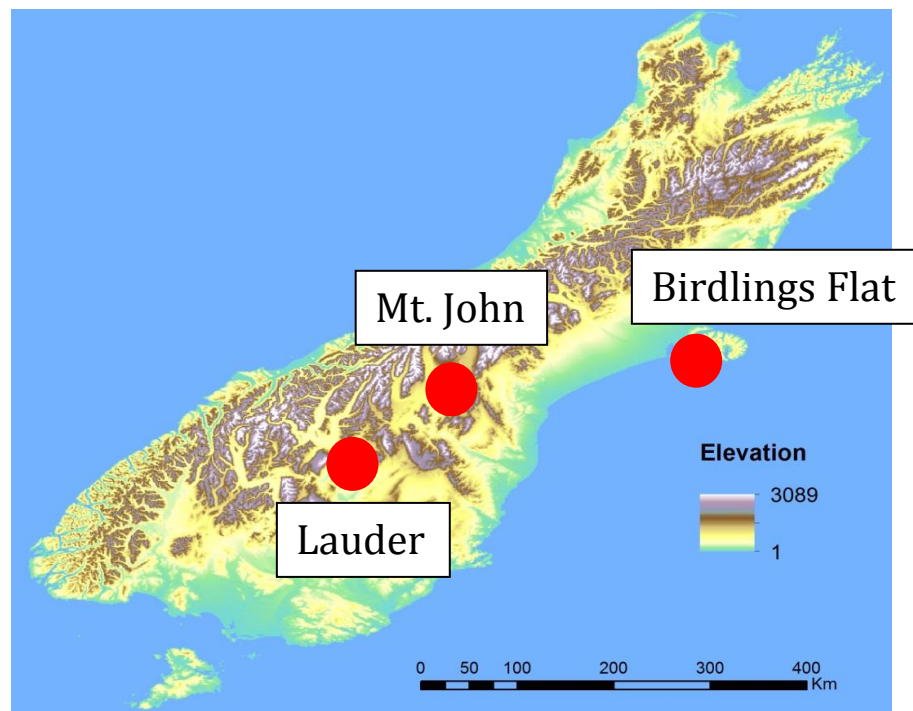 Birdlings Flat
Mt. John
Lauder
Elevation
3089
1
0 50 100 200 300 400
Km